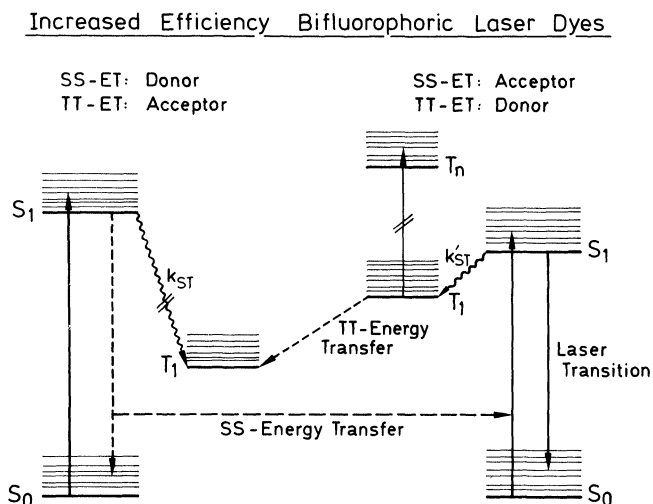 Increased Efficiency Bifluorophoric Laser Dyes
SS-ET: Donor
TT-ET: Acceptor
SS-ET: Acceptor
TT-ET: Donor
Tn
S1
S1
kST
k'ST
T1
TT-Energy
Transfer
T1
Laser
Transition
SS-Energy Transfer
S0
S0